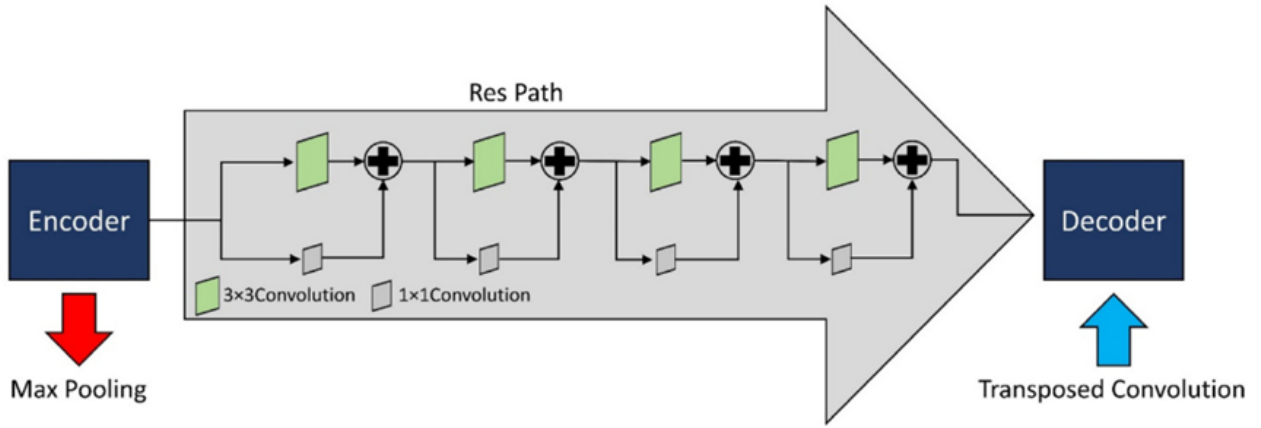 Res Path
Encoder
Decoder
3×3Convolution
1×1Convolution
Max Pooling
Transposed Convolution